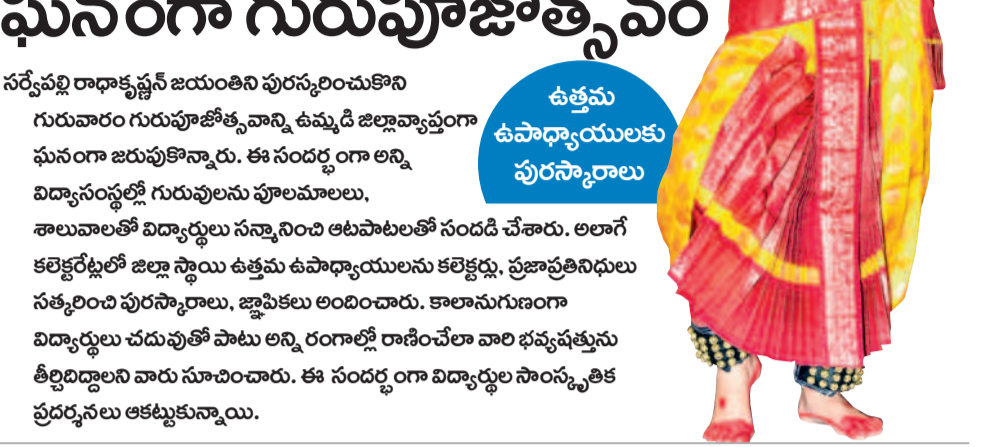 ఘనంగా గురుపూజోత్సవం
సర్వేపల్లి రాధాకృష్ణన్ జయంతిని పురస్కరించుకొని
గురువారం గురుపూజోత్సవాన్ని ఉమ్మడి జిల్లావ్యాప్తంగా
ఘనంగా జరుపుకొన్నారు. ఈ సందర్భంగా అన్ని
విద్యాసంస్థల్లో గురువులను పూలమాలలు,
శాలువాలతో విద్యార్థులు సన్మానించి ఆటపాటలతో సందడి చేశారు. అలాగే
కలెక్టరేట్లలో జిల్లా స్థాయి ఉత్తమ ఉపాధ్యాయులను కలెక్టర్లు, ప్రజాప్రతినిధులు
సత్కరించి పురస్కారాలు, జ్ఞాపికలు అందించారు. కాలానుగుణంగా
విద్యార్థులు చదువుతో పాటు అన్ని రంగాల్లో రాణించేలా వారి భవ్యషత్తును
తీర్చిదిద్దాలని వారు సూచించారు. ఈ సందర్భంగా విద్యార్థుల సాంస్కృతిక
ప్రదర్శనలు ఆకట్టుకున్నాయి.
ఉత్తమ
ఉపాధ్యాయులకు
పురస్కారాలు